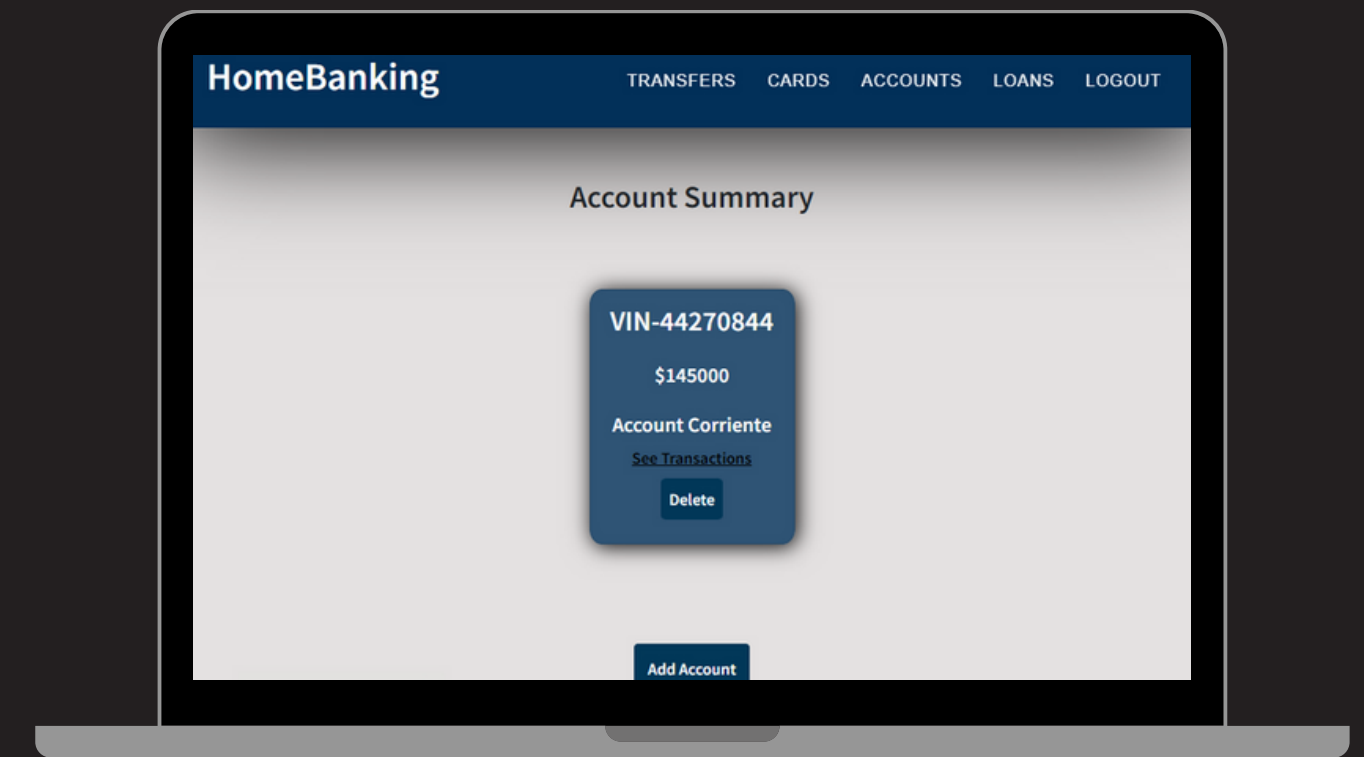 HomeBanking
TRANSFERS CARDS ACCOUNTS LOANS LOGOUT
Account Summary
VIN-44270844
$145000
Account Corriente
See Transactions
Delete
Add Account